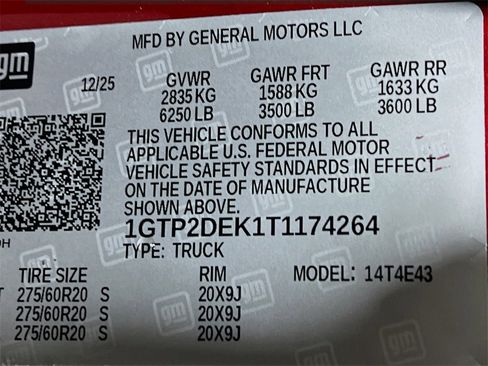 MFD BY GENERAL MOTORS LLC
gm
12/25 GVWR GAWR FRT GAWR RR
2835 KG 1588 KG 1633 KG
6250 LB 3500 LB 3600 LB
THIS VEHICLE CONFORMS TO ALL
APPLICABLE U.S. FEDERAL MOTOR
VEHICLE SAFETY STANDARDS IN EFFECT
ON THE DATE OF MANUFACTURE
SHOWN ABOVE.
1GTP2DEK1T1174264
TYPE: TRUCK
TIRE SIZE RIM MODEL: 14T4E43
275/60R20 S 20X9J
275/60R20 S 20X9J
275/60R20 S 20X9J